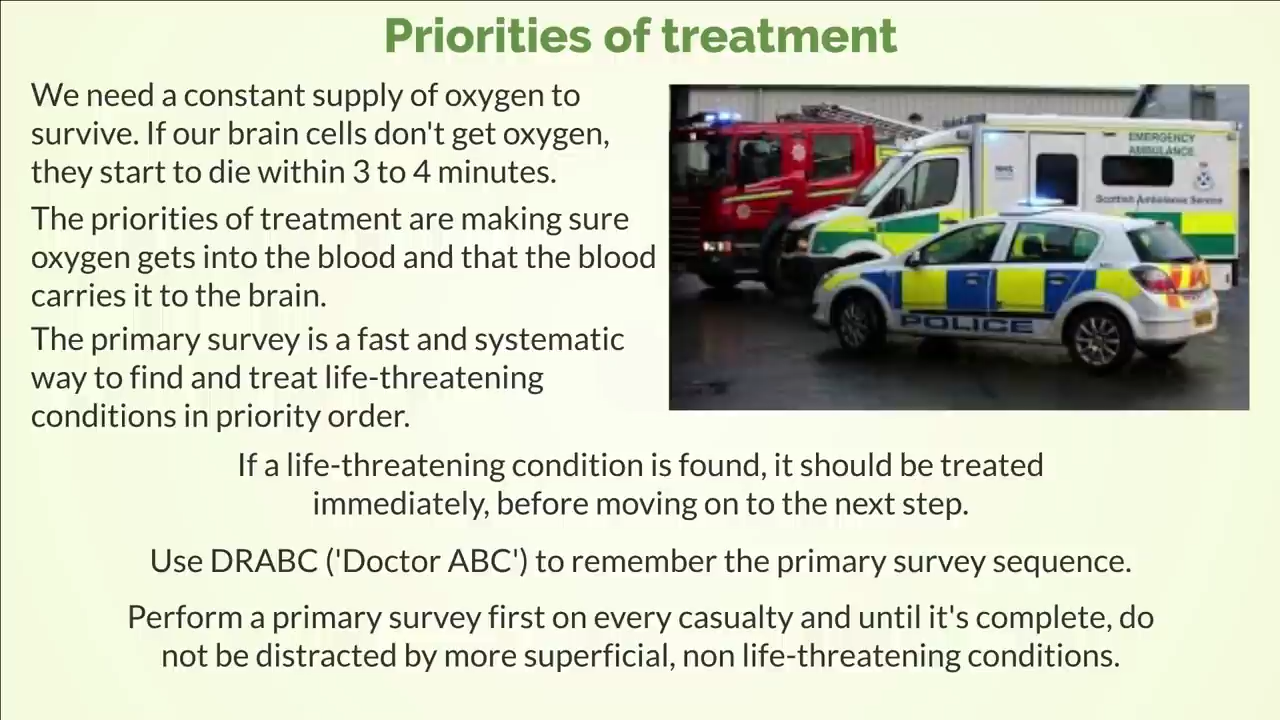 Priorities of treatment
We need a constant supply of oxygen to
survive. If our brain cells don't get oxygen,
they start to die within 3 to 4 minutes.
The priorities of treatment are making sure
oxygen gets into the blood and that the blood
carries it to the brain.
The primary survey is a fast and systematic
way to find and treat life-threatening
conditions in priority order.
EMERGENCY
AMBULANCE
NHS
Scottish Ambulance Service
POLICE
If a life-threatening condition is found, it should be treated
immediately, before moving on to the next step.
Use DRABC ('Doctor ABC') to remember the primary survey sequence.
Perform a primary survey first on every casualty and until it's complete, do
not be distracted by more superficial, non life-threatening conditions.